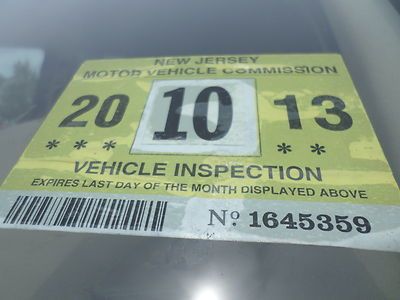 NEW JERSEY
MOTOR VEHICLE COMMISSION
20 10 13
*** **
VEHICLE INSPECTION
EXPIRES LAST DAY OF THE MONTH DISPLAYED ABOVE
Nº 1645359